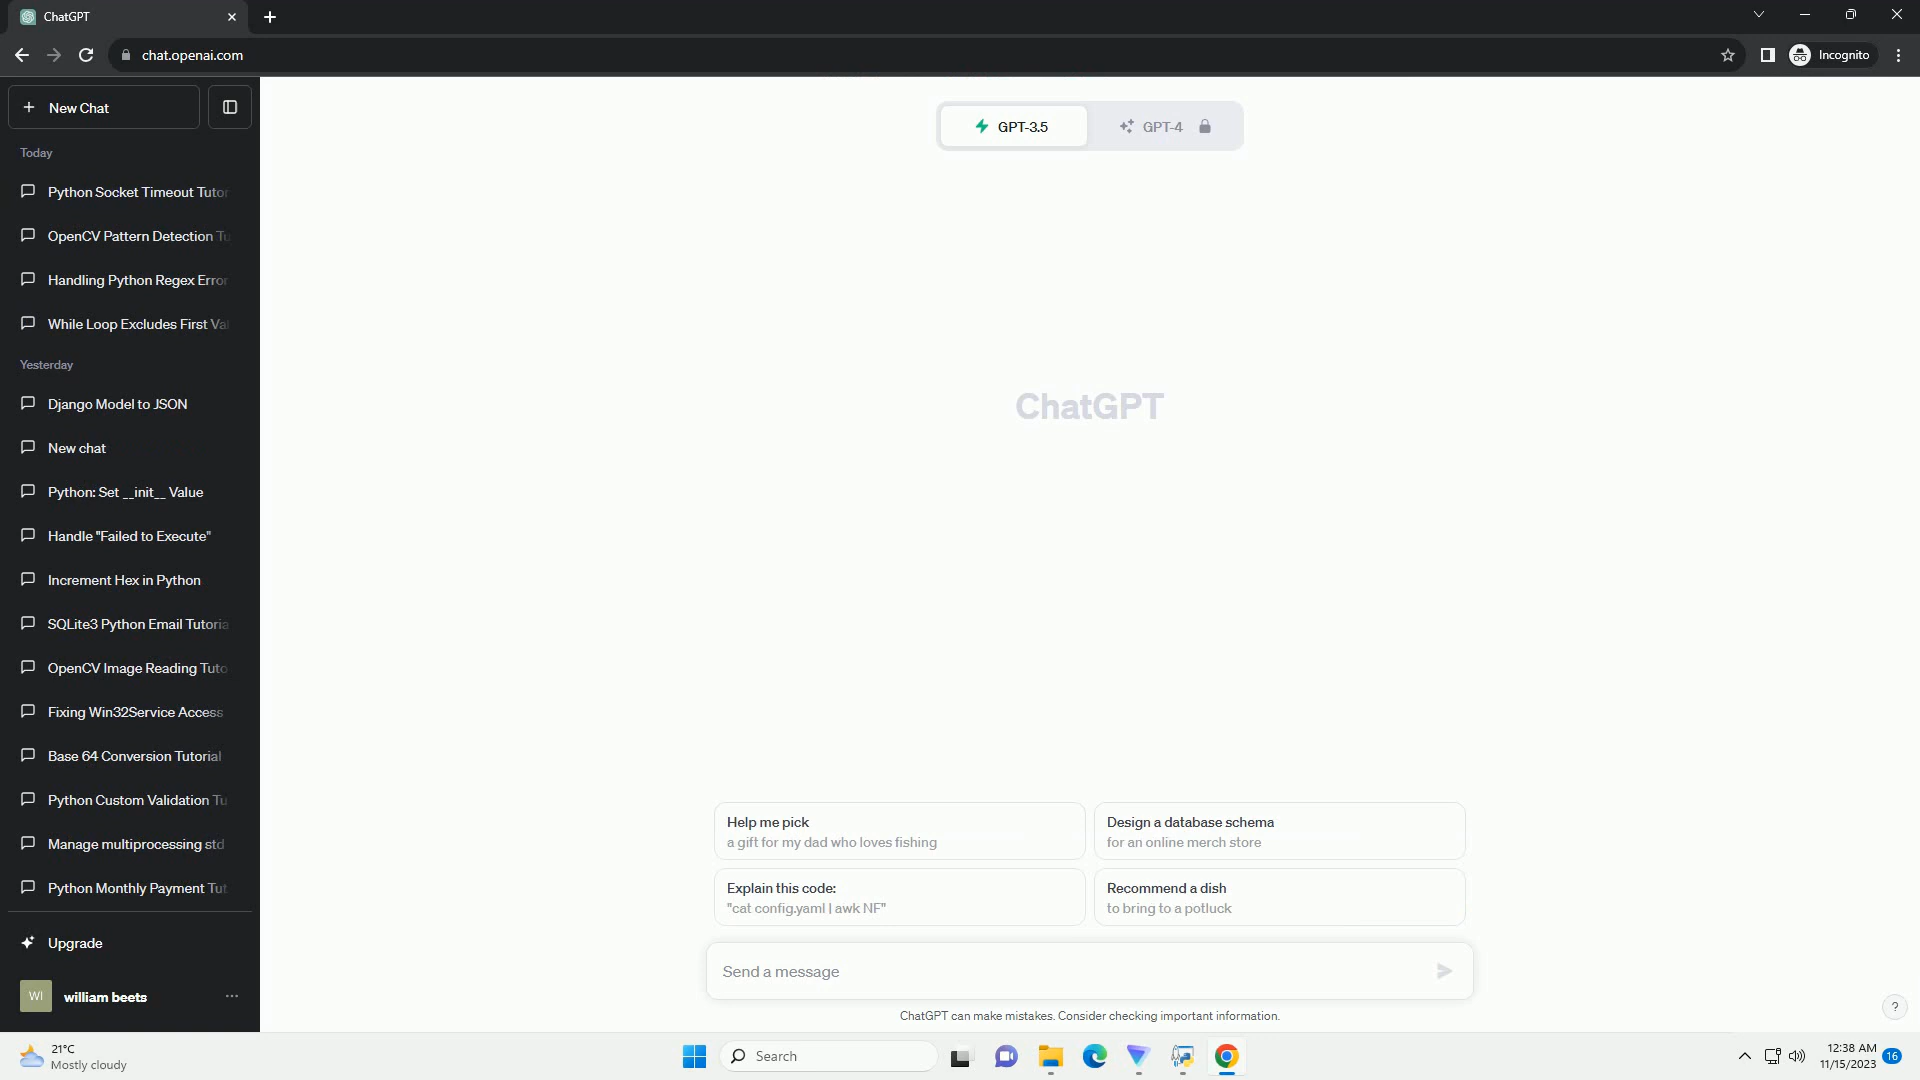 ChatGPT
chat.openai.com
Incognito
New Chat
GPT-3.5
GPT-4
Today
Python Socket Timeout Tutor
OpenCV Pattern Detection Tu
Handling Python Regex Error
While Loop Excludes First Val
Yesterday
Django Model to JSON
New chat
Python: Set __init__ Value
Handle "Failed to Execute"
Increment Hex in Python
SQLite3 Python Email Tutoria
OpenCV Image Reading Tuto
Fixing Win32Service Access
Base 64 Conversion Tutorial
Python Custom Validation Tu
Manage multiprocessing std
Python Monthly Payment Tut
Upgrade
WI
william beets
ChatGPT
Help me pick
a gift for my dad who loves fishing
Design a database schema
for an online merch store
Explain this code:
"cat config.yaml | awk NF"
Recommend a dish
to bring to a potluck
Send a message
ChatGPT can make mistakes. Consider checking important information.
?
21°C
Mostly cloudy
Search
12:38 AM
11/15/2023
16